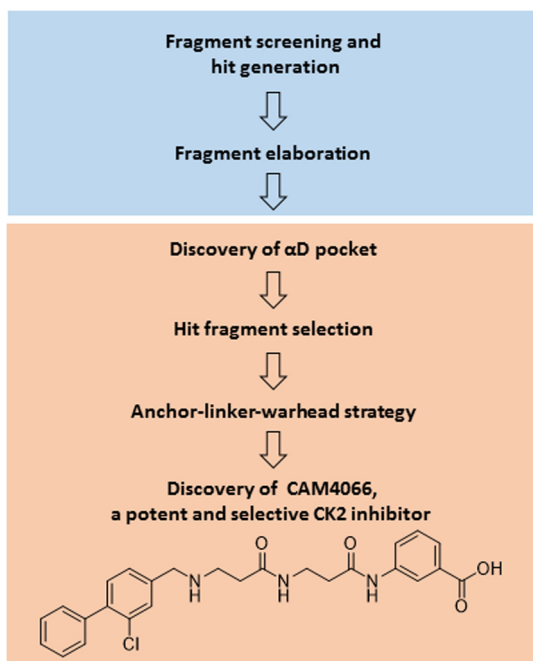 Fragment screening and
hit generation
Fragment elaboration
Discovery of αD pocket
Hit fragment selection
Anchor-linker-warhead strategy
Discovery of CAM4066,
a potent and selective CK2 inhibitor
O O
N H
N H
N H
OH
O
Cl